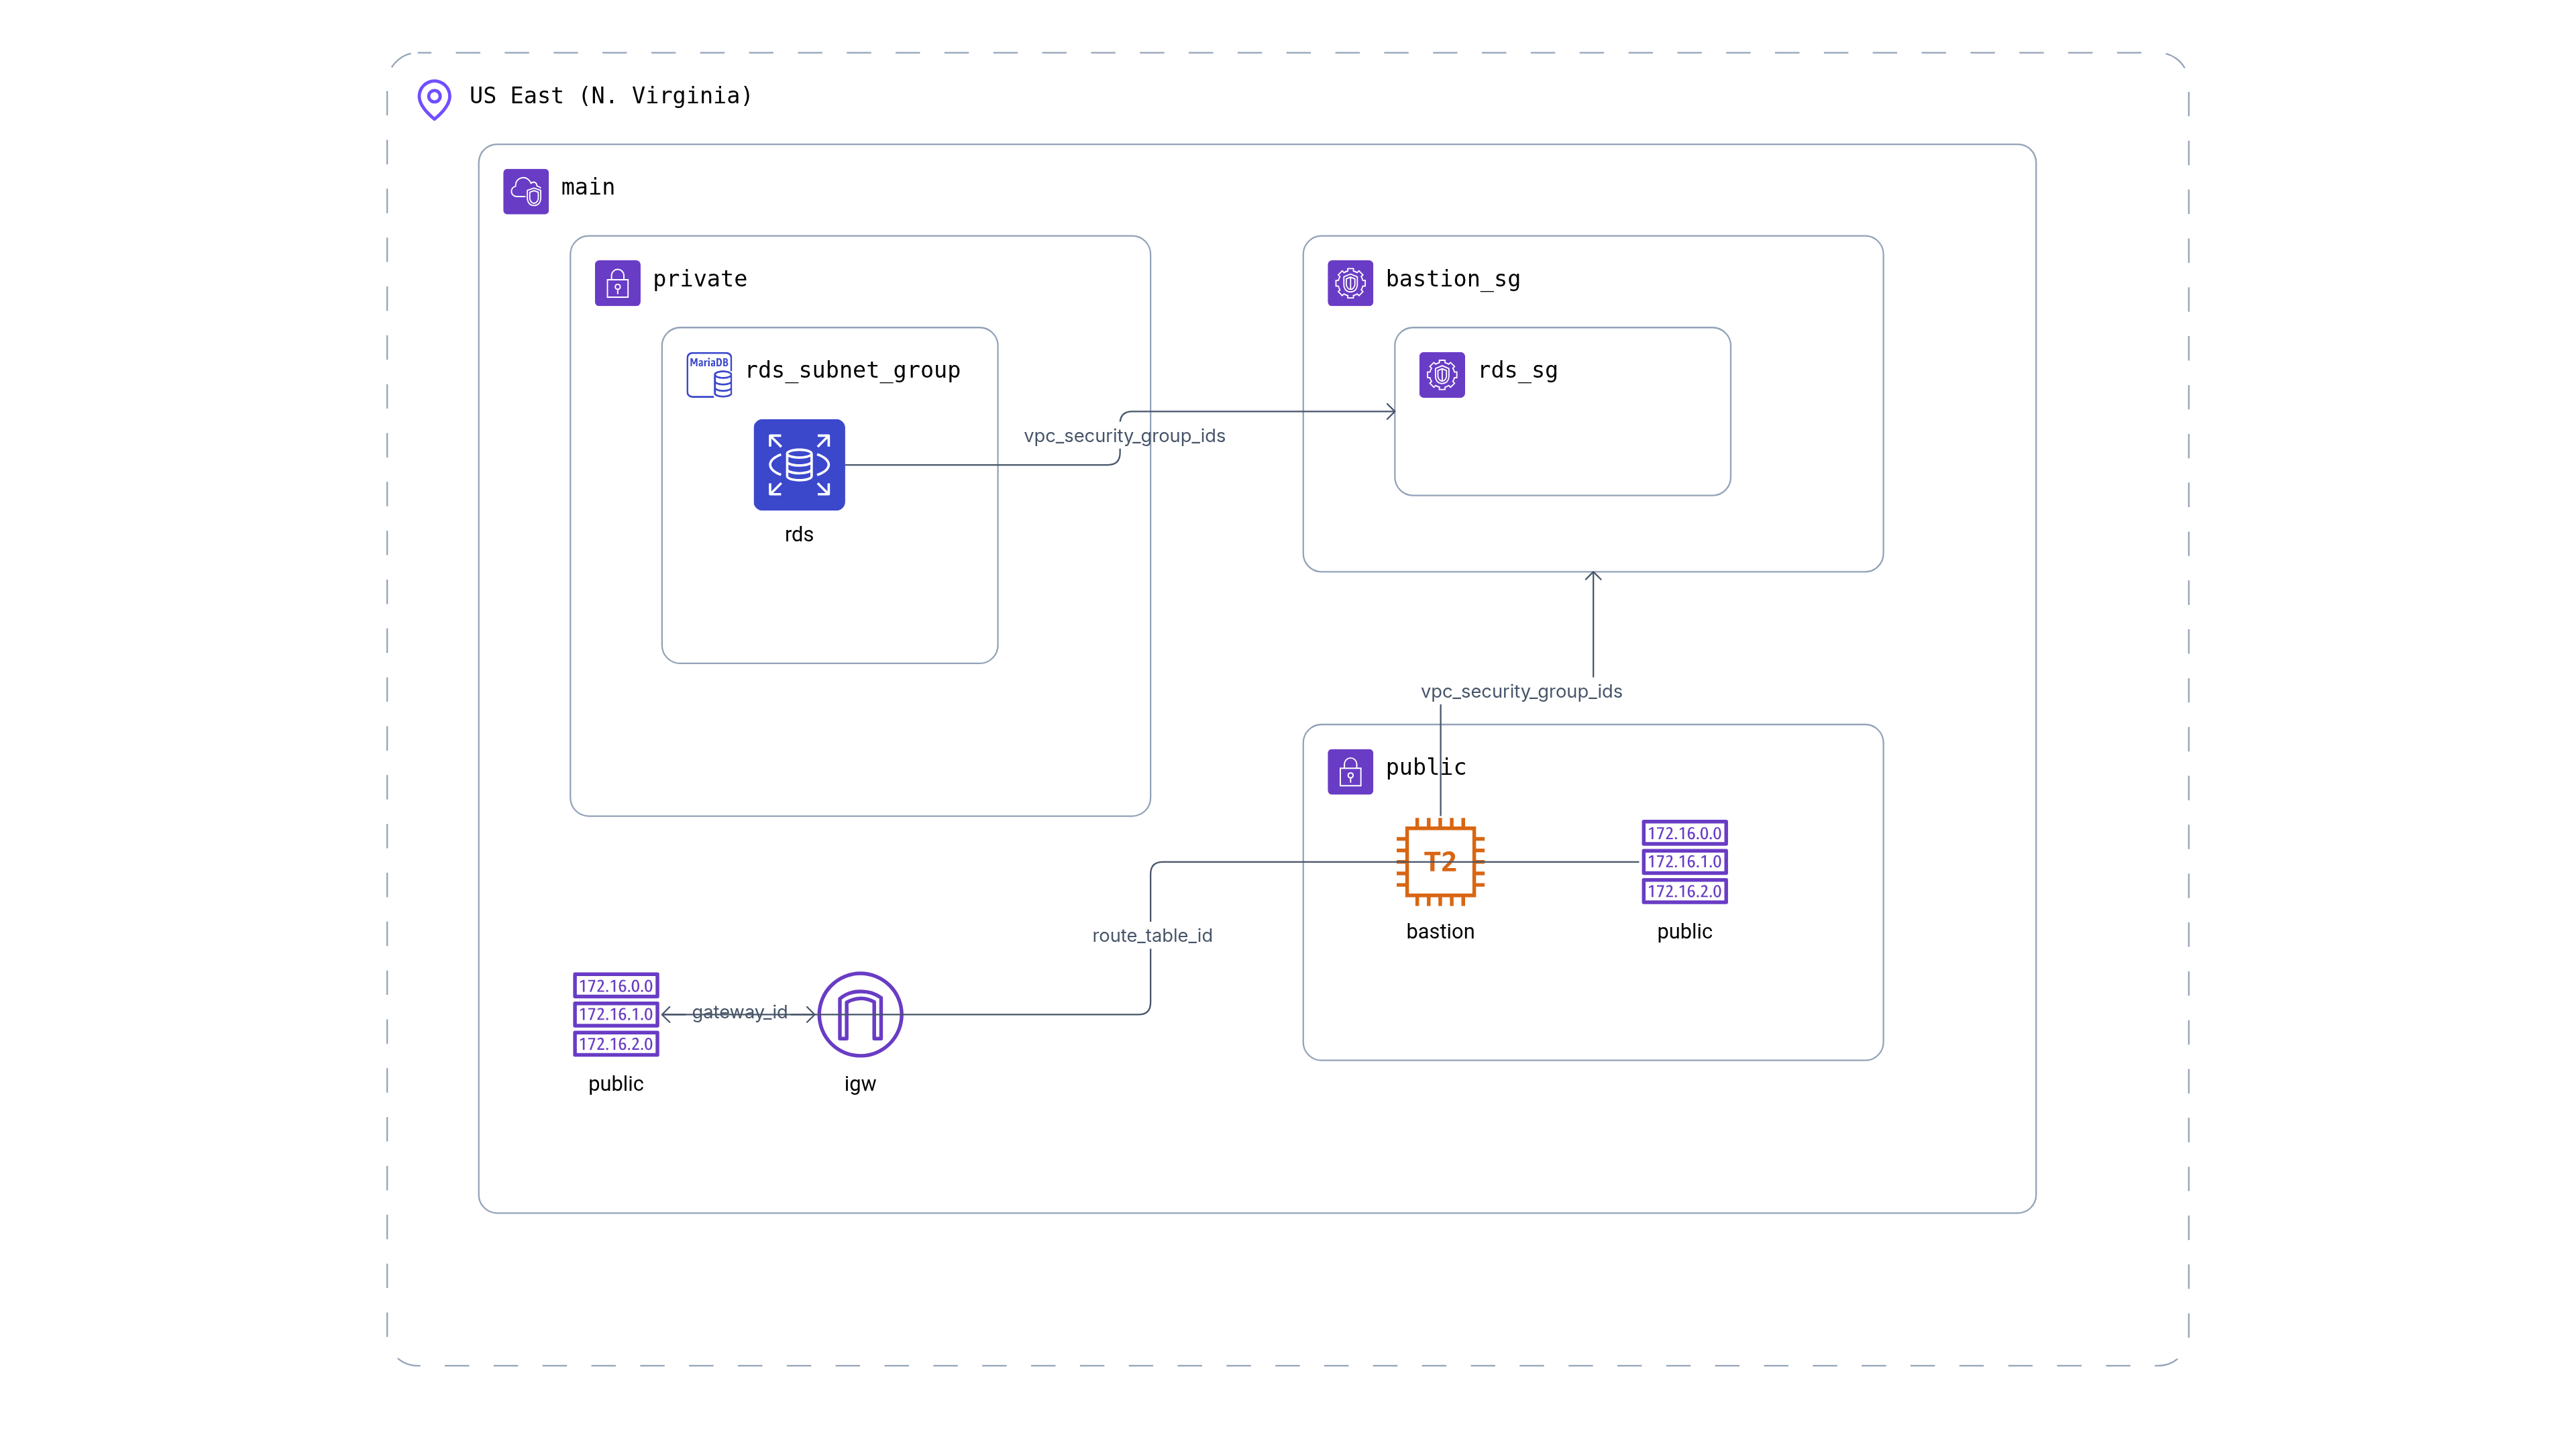 US East (N. Virginia)
main
private
bastion_sg
MariaDB
rds_subnet_group
rds_sg
vpc_security_group_ids
rds
vpc_security_group_ids
public
172.16.0.0
172.16.1.0
172.16.2.0
T2
bastion
public
route_table_id
172.16.0.0
172.16.1.0
172.16.2.0
gateway_id
public
igw